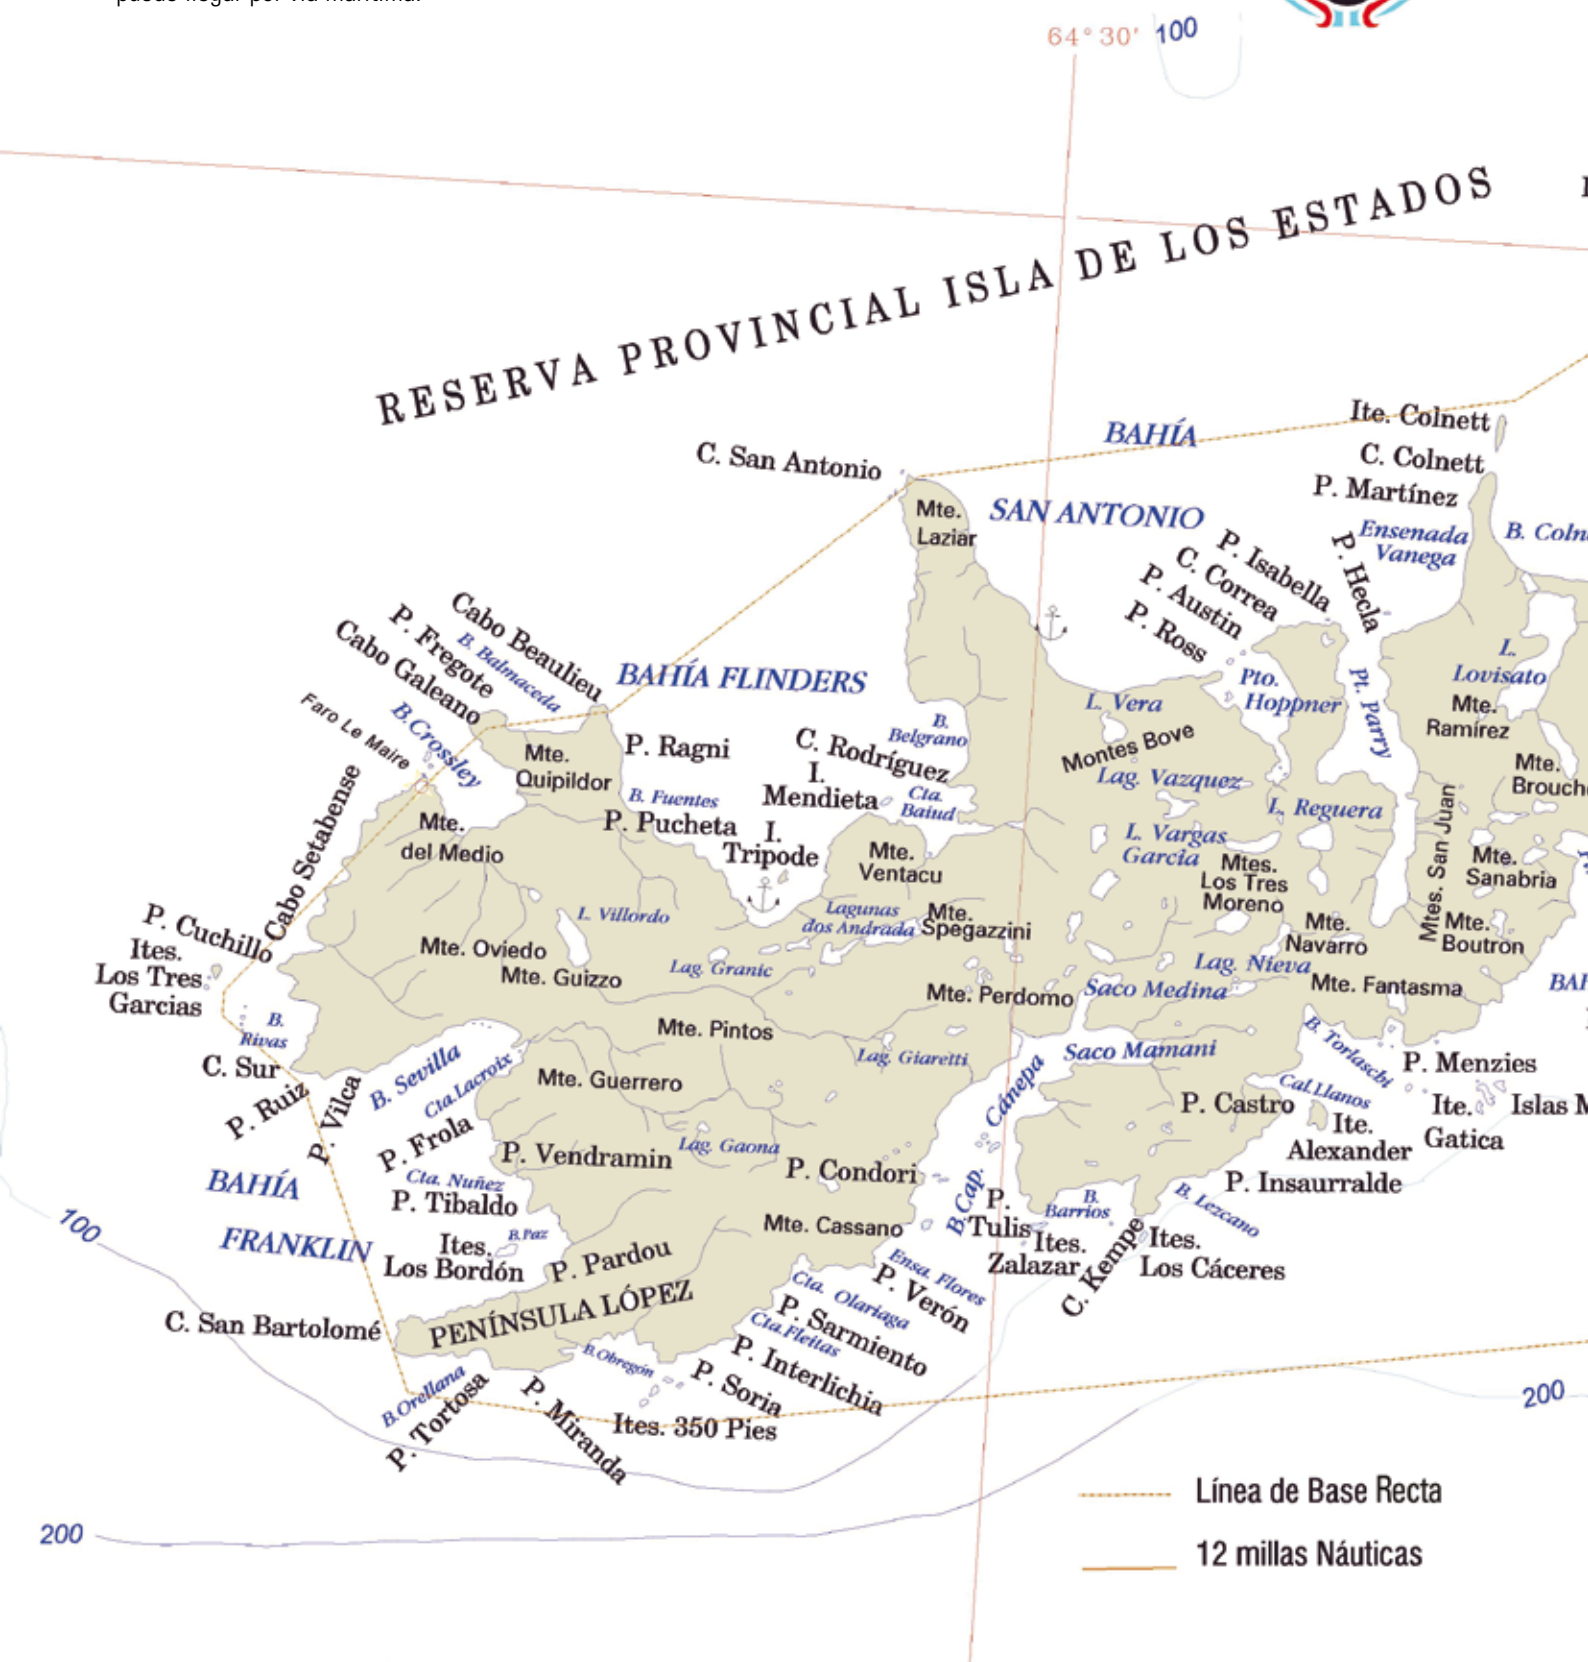 puede llegar por vía marítima.
64° 30'
100
RESERVA PROVINCIAL ISLA DE LOS ESTADOS
Ite. Colnett
BAHÍA
C. San Antonio
C. Colnett
P. Martínez
Mte.
Laziar
SAN ANTONIO
Ensenada
Vanega
P. Isabella
P. Hecla
C. Correa
P. Austin
P. Ross
Cabo Beaulieu
P. Fregote
B. Balmaceda
Cabo Galeano
BAHÍA FLINDERS
L.
Lovisato
Pto.
Hoppner
Pt. Parry
Faro Le Maire
B. Crossley
L. Vera
Mte.
Ramírez
B.
Belgrano
Montes Bove
P. Ragni
C. Rodríguez
Mte.
Quipildor
Lag. Vazquez
I.
Mendieta
Cta.
Baiud
B. Fuentes
L. Reguera
P. Pucheta
I.
Tripode
Mte.
del Medio
L. Vargas
García
Mtes. San Juan
Cabo Setabense
Mte.
Ventacu
Mtes.
Los Tres
Moreno
Mte.
Sanabria
P. Cuchillo
L. Villordo
Lagunas
dos Andrada
Mte.
Spegazzini
Mte.
Navarro
Mte.
Boutron
Ites.
Los Tres
Garcias
Mte. Oviedo
Mte. Guizzo
Lag. Granic
Lag. Nieva
Mte. Perdomo
Saco Medina
Mte. Fantasma
B.
Rivas
Mte. Pintos
C. Sur
B. Sevilla
Cta. Lacroix
Lag. Giaretti
Saco Mamani
B. Torlaschi
P. Menzies
P. Ruiz
P. Vilca
Mte. Guerrero
Cánepa
Cal. Llanos
P. Castro
Ite.
Gatica
Ite.
Alexander
P. Frola
P. Vendramin
Lag. Gaona
P. Condori
BAHÍA
FRANKLIN
Cta. Nuñez
P. Tibaldo
B. Cap.
P. Insaurralde
100
Mte. Cassano
P.
Tulis
B.
Barrios
B. Lezcano
B. Paz
Ites.
Los Bordón
P. Pardou
Ites.
Zalazar
C. Kempe
Ites.
Los Cáceres
Ensa. Flores
P. Verón
PENÍNSULA LÓPEZ
C. San Bartolomé
Cta. Olariaga
P. Sarmiento
Cta. Fleitas
P. Interlichia
B. Obregón
P. Soria
B. Orellana
P. Tortosa
P. Miranda
Ites. 350 Pies
200
Línea de Base Recta
200
12 millas Náuticas